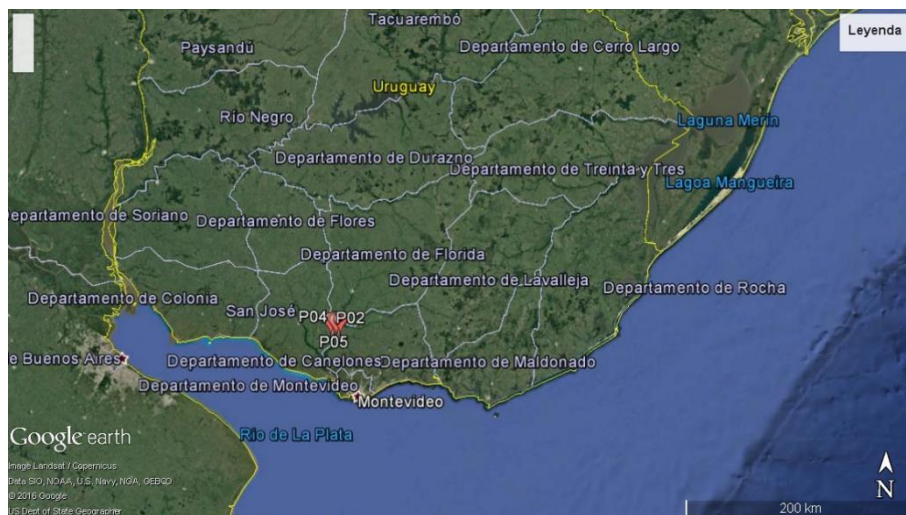 Tacuarembó
Leyenda
Paysandú
Departamento de Cerro Largo
Uruguay
Río Negro
Laguna Merín
Departamento de Durazno
Departamento de Treinta y Tres
Lagoa Mangueira
Departamento de Soriano
Departamento de Flores
Departamento de Florida
Departamento de Lavalleja
Departamento de Rocha
Departamento de Colonia
San José
P04
P02
P05
e Buenos Aires
Departamento de Canelones
Departamento de Maldonado
Departamento de Montevideo
Montevideo
Río de La Plata
Google earth
Image Landsat / Copernicus
Data SIO, NOAA, U.S. Navy, NGA, GEBCO
© 2016 Google
US Dept of State Geographer
N
200 km